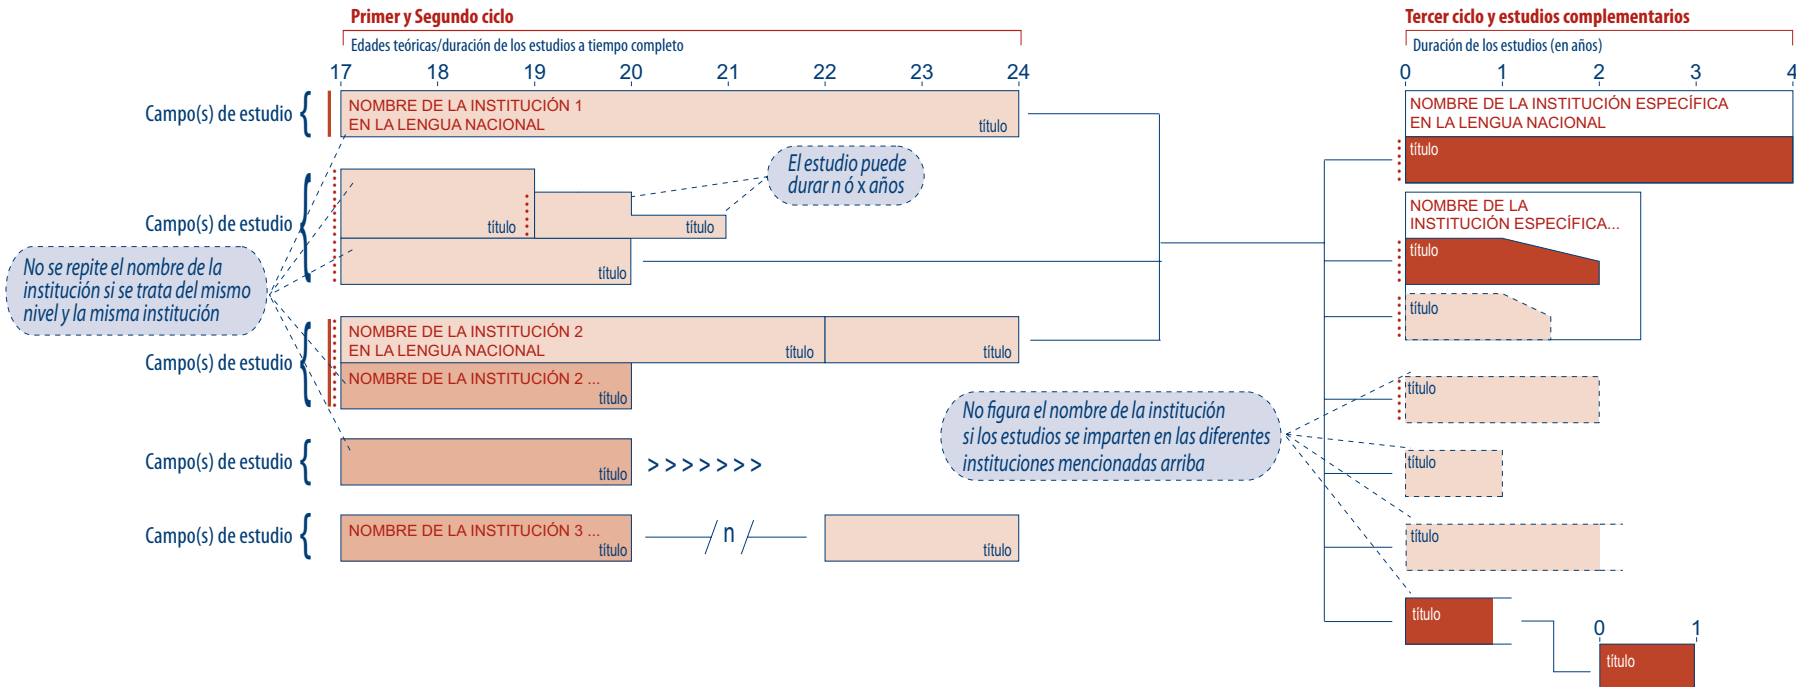 Primer y Segundo ciclo
Edades teóricas/duración de los estudios a tiempo completo
17 18 19 20 21 22 23 24
Campo(s) de estudio
NOMBRE DE LA INSTITUCIÓN 1
EN LA LENGUA NACIONAL
título
Campo(s) de estudio
título
título
título
El estudio puede
durar n ó x años
No se repite el nombre de la
institución si se trata del mismo
nivel y la misma institución
Campo(s) de estudio
NOMBRE DE LA INSTITUCIÓN 2
EN LA LENGUA NACIONAL
título
título
NOMBRE DE LA INSTITUCIÓN 2 ...
título
Campo(s) de estudio
título
> > > > > > >
Campo(s) de estudio
NOMBRE DE LA INSTITUCIÓN 3 ...
título
n
Tercer ciclo y estudios complementarios
Duración de los estudios (en años)
0 1 2 3 4
NOMBRE DE LA INSTITUCIÓN ESPECÍFICA
EN LA LENGUA NACIONAL
título
NOMBRE DE LA
INSTITUCIÓN ESPECÍFICA...
título
título
No figura el nombre de la institución
si los estudios se imparten en las diferentes
instituciones mencionadas arriba
título
título
título
título
0 1
título